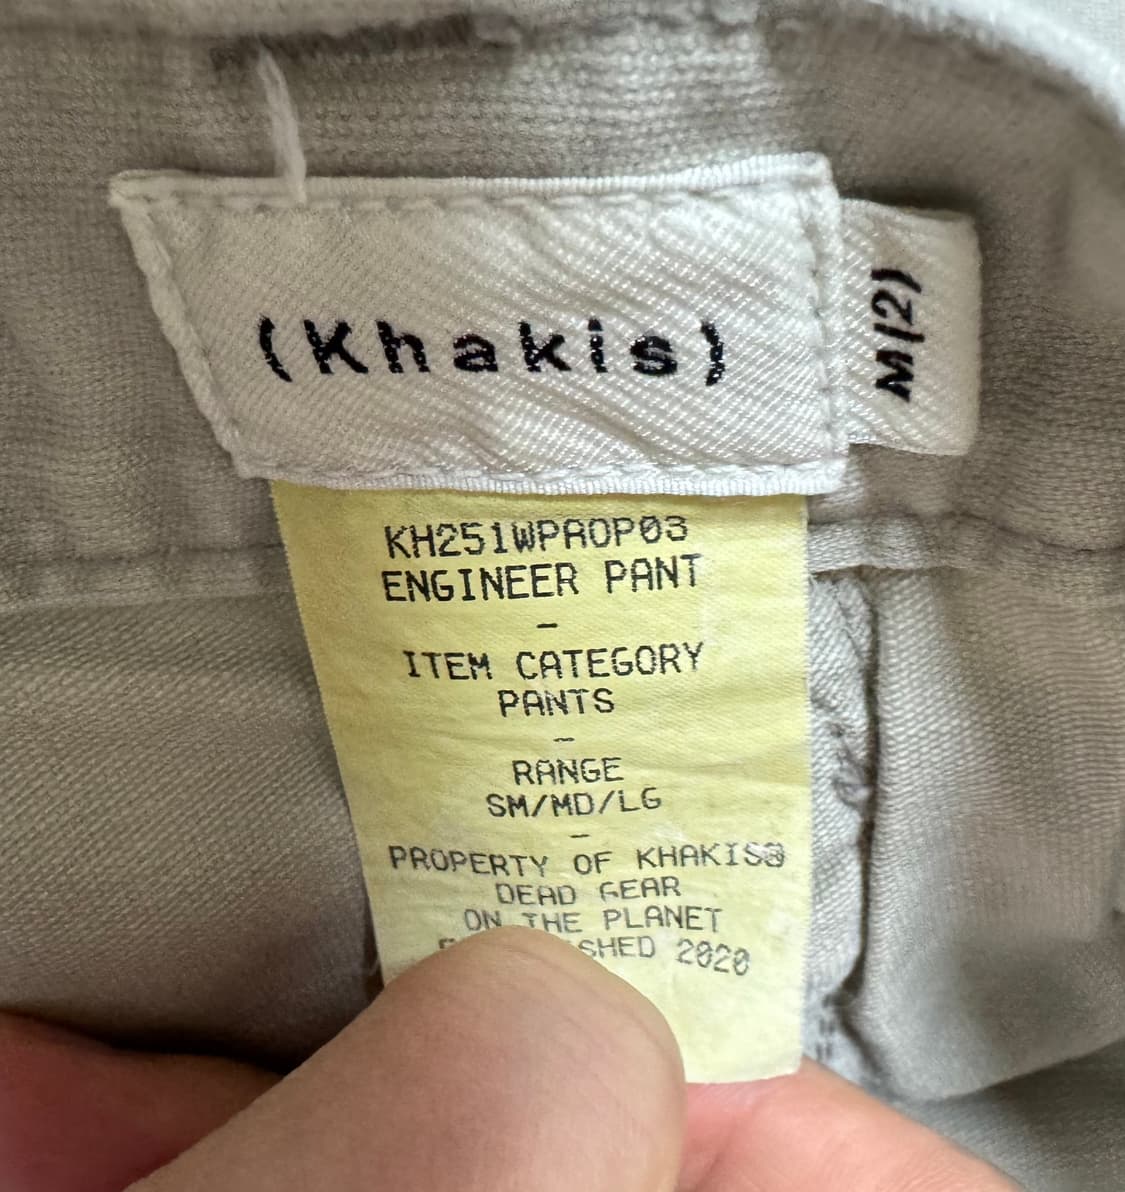 (Khakis)
M(2)
KH251WPAOP03
ENGINEER PANT
-
ITEM CATEGORY
PANTS
-
RANGE
SM/MD/LG
-
PROPERTY OF KHAKIS®
DEAD GEAR
ON THE PLANET
2020